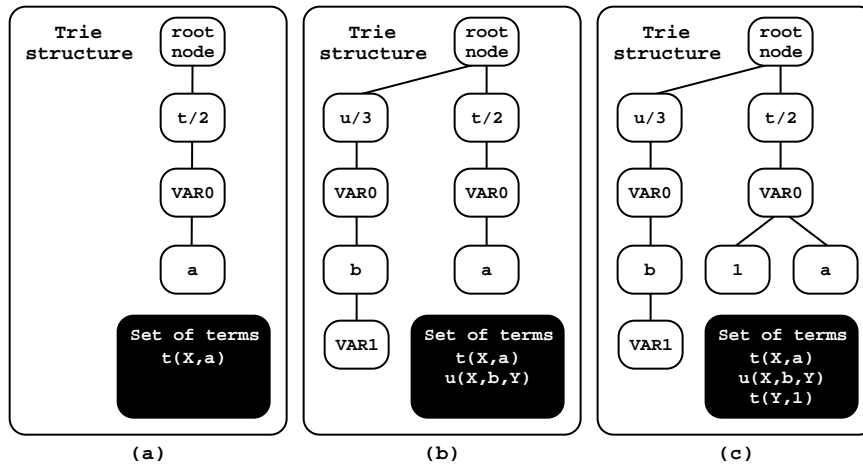 Trie
structure
root
node
t/2
VAR0
a
Set of terms
t(X,a)
(a)
Trie
structure
root
node
u/3
t/2
VAR0
VAR0
b
a
VAR1
Set of terms
t(X,a)
u(X,b,Y)
(b)
Trie
structure
root
node
u/3
t/2
VAR0
VAR0
b
1
a
VAR1
Set of terms
t(X,a)
u(X,b,Y)
t(Y,1)
(c)